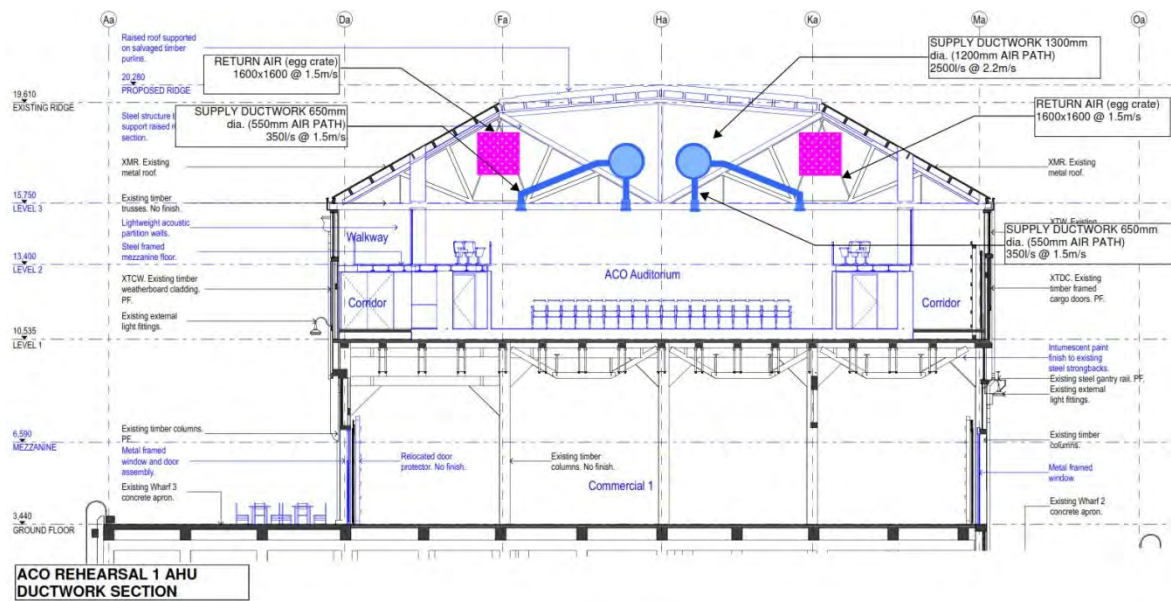 Aa
Da
Fa
Ha
Ka
Ma
Oa
Raised roof supported
on salvaged timber
purlins.
20,280
PROPOSED RIDGE
19,610
EXISTING RIDGE
RETURN AIR (egg crate)
1600x1600 @ 1.5m/s
SUPPLY DUCTWORK 1300mm
dia. (1200mm AIR PATH)
2500l/s @ 2.2m/s
Steel structure
support raised
section.
SUPPLY DUCTWORK 650mm
dia. (550mm AIR PATH)
350l/s @ 1.5m/s
RETURN AIR (egg crate)
1600x1600 @ 1.5m/s
XMR. Existing
metal roof.
XMR. Existing
metal roof.
15,750
LEVEL 3
Existing timber
trusses. No finish.
Lightweight acoustic
partition walls.
Walkway
XTW. Existing
SUPPLY DUCTWORK 650mm
dia. (550mm AIR PATH)
350l/s @ 1.5m/s
Steel framed
mezzanine floor.
13,400
LEVEL 2
ACO Auditorium
XTCW. Existing timber
weatherboard cladding.
PF.
Corridor
Corridor
XTDC. Existing
timber framed
cargo doors. PF.
Existing external
light fittings.
10,535
LEVEL 1
Intumescent paint
finish to existing
steel strongbacks.
Existing steel gantry rail. PF.
Existing external
light fittings.
Existing timber columns.
PF.
6,590
MEZZANINE
Metal framed
window and door
assembly.
Relocated door
protector. No finish.
Existing timber
columns. No finish.
Existing timber
columns.
Metal framed
window
Commercial 1
Existing Wharf 3
concrete apron.
Existing Wharf 2
concrete apron.
3,440
GROUND FLOOR
ACO REHEARSAL 1 AHU
DUCTWORK SECTION